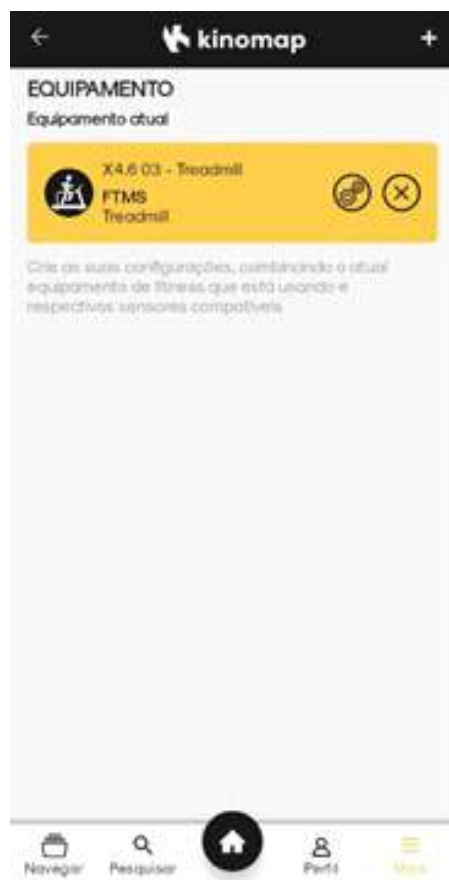 kinomap
EQUIPAMENTO
Equipamento atual
X4.6 03 - Treadmill
FTMS
Treadmill
Crie as suas configurações, combinando o atual
equipamento de fitness que está usando e
respectivos sensores compatíveis
Navegar Pesquisar Perfil Mais